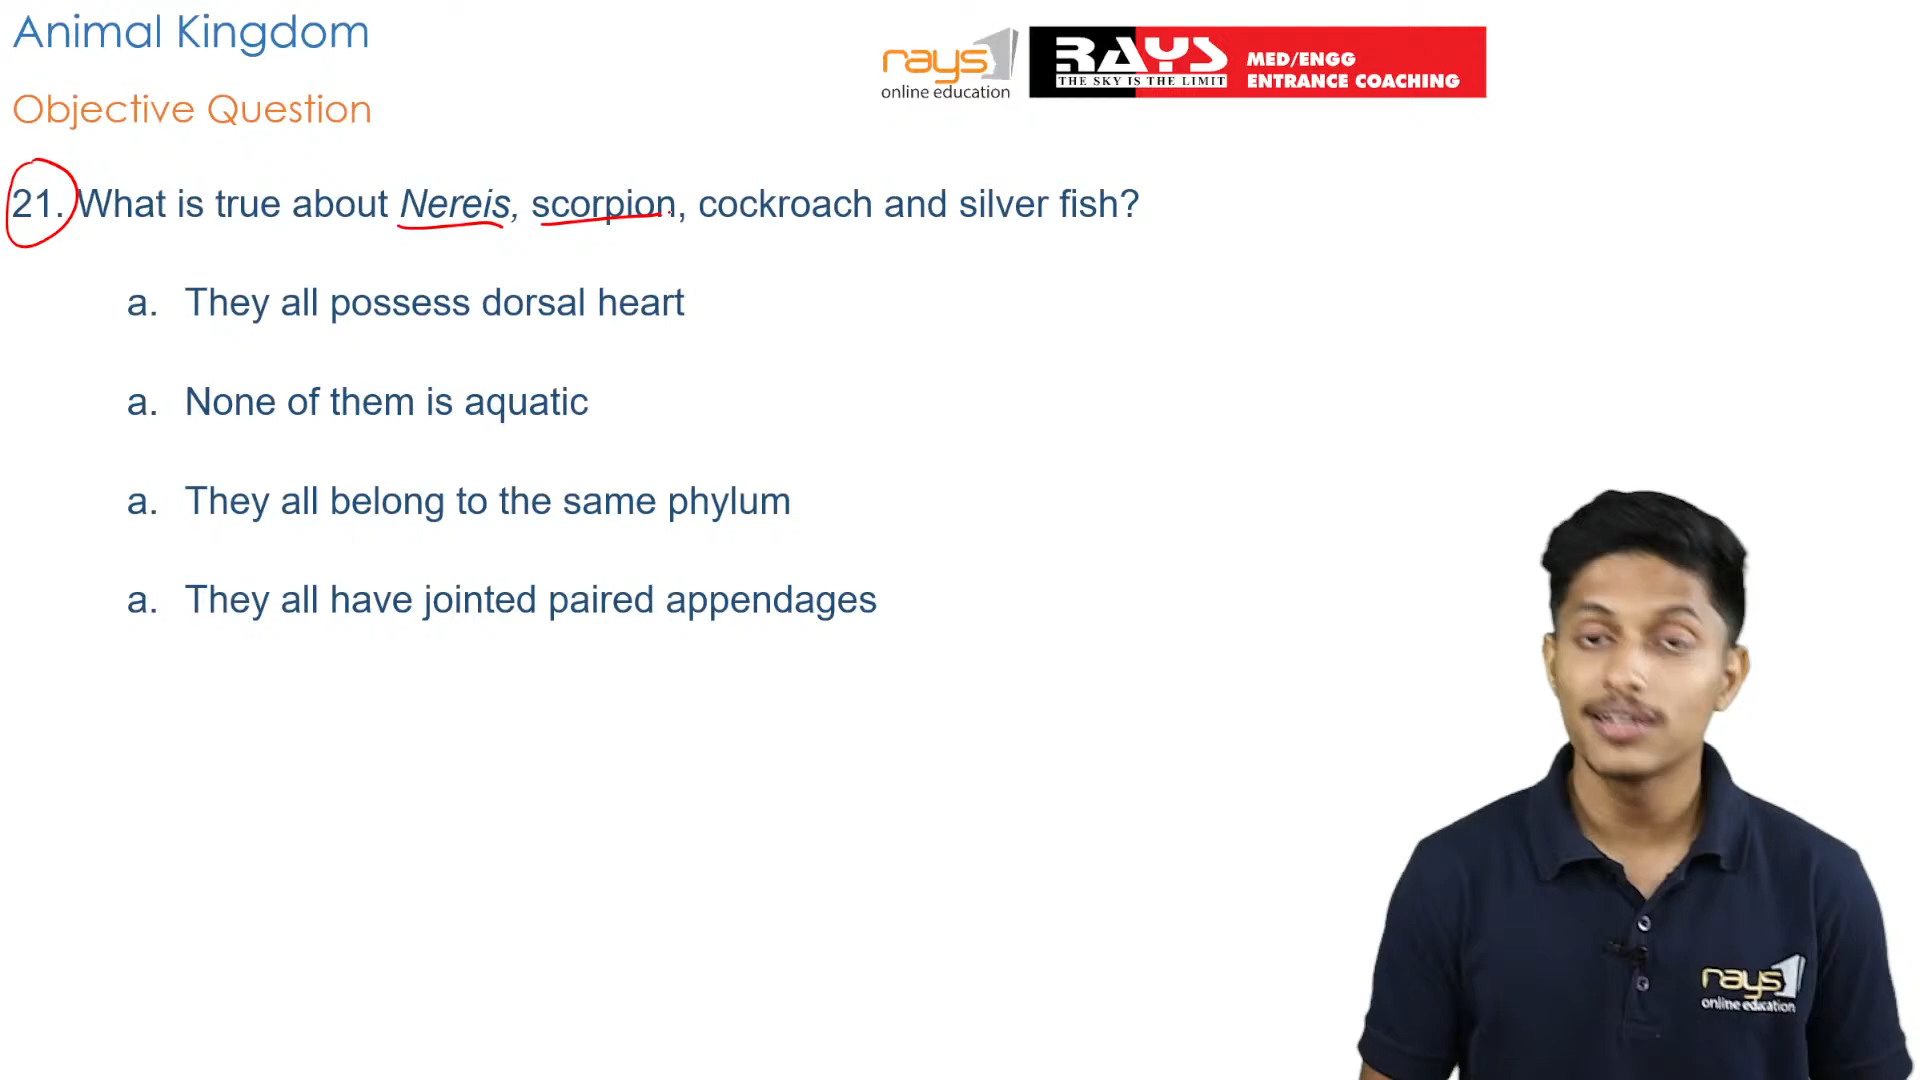 Animal Kingdom
rays
online education
RAYS
THE SKY IS THE LIMIT
MED/ENGG
ENTRANCE COACHING
Objective Question
21. What is true about Nereis, scorpion, cockroach and silver fish?
a. They all possess dorsal heart
a. None of them is aquatic
a. They all belong to the same phylum
a. They all have jointed paired appendages
rays
online education